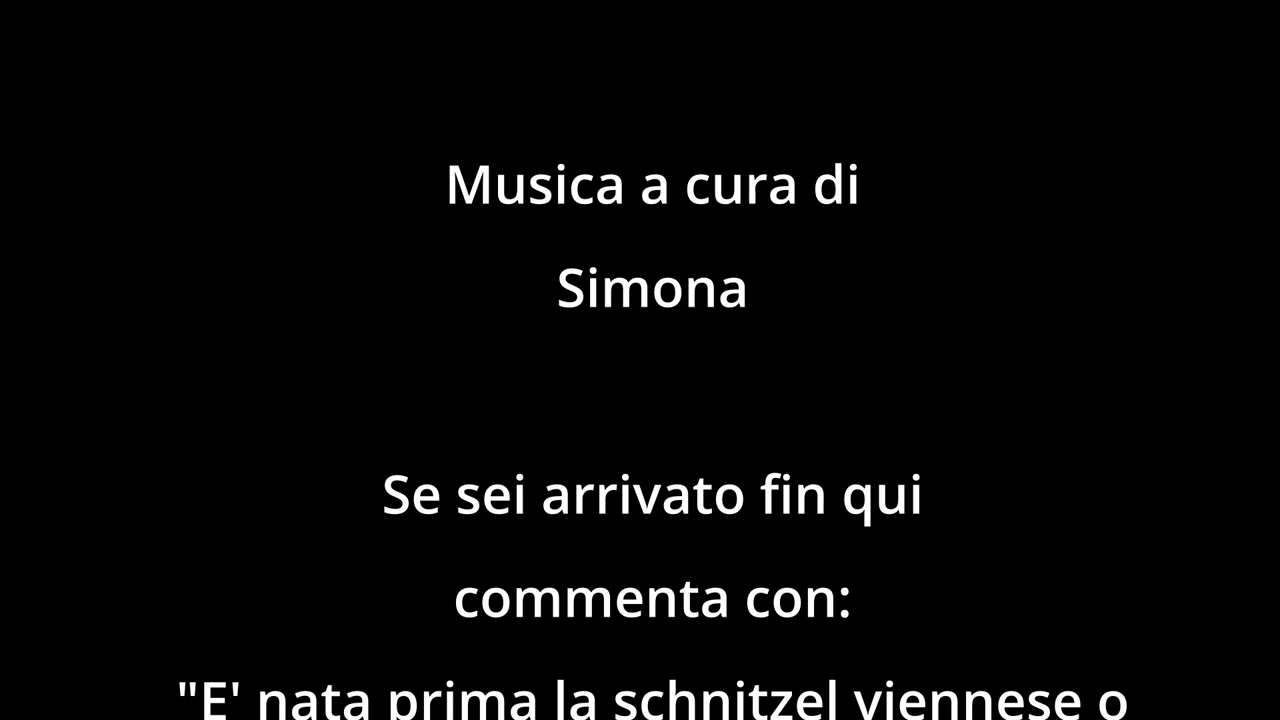 Musica a cura di
Simona
Se sei arrivato fin qui
commenta con:
"E' nata prima la schnitzel viennese o